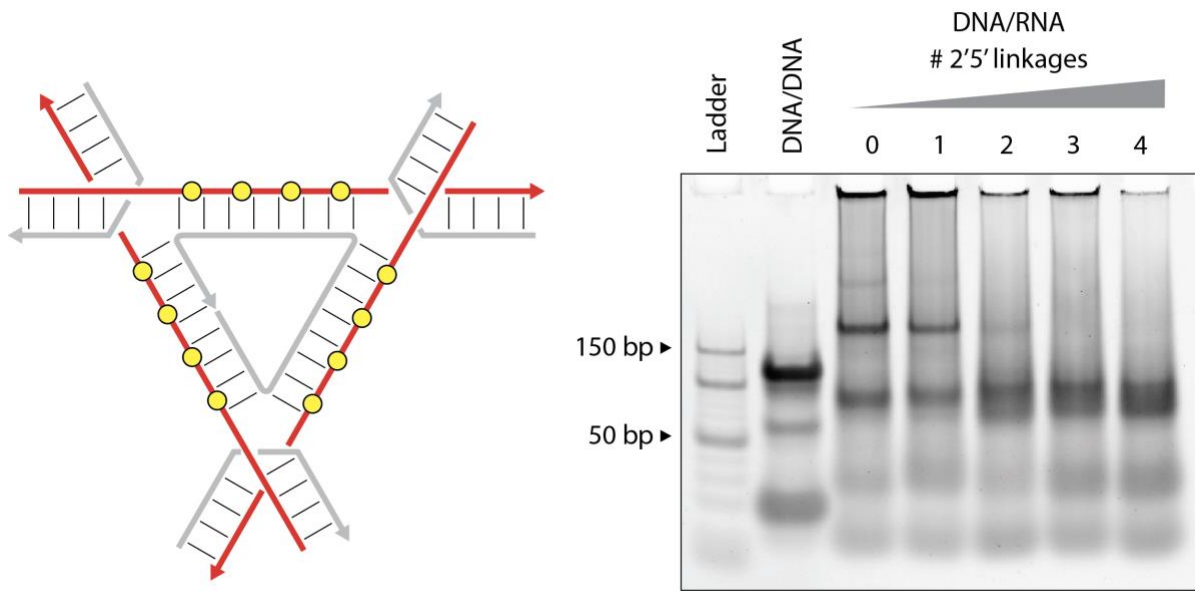 DNA/RNA
# 2'5' linkages
Ladder
DNA/DNA
0 1 2 3 4
150 bp
50 bp